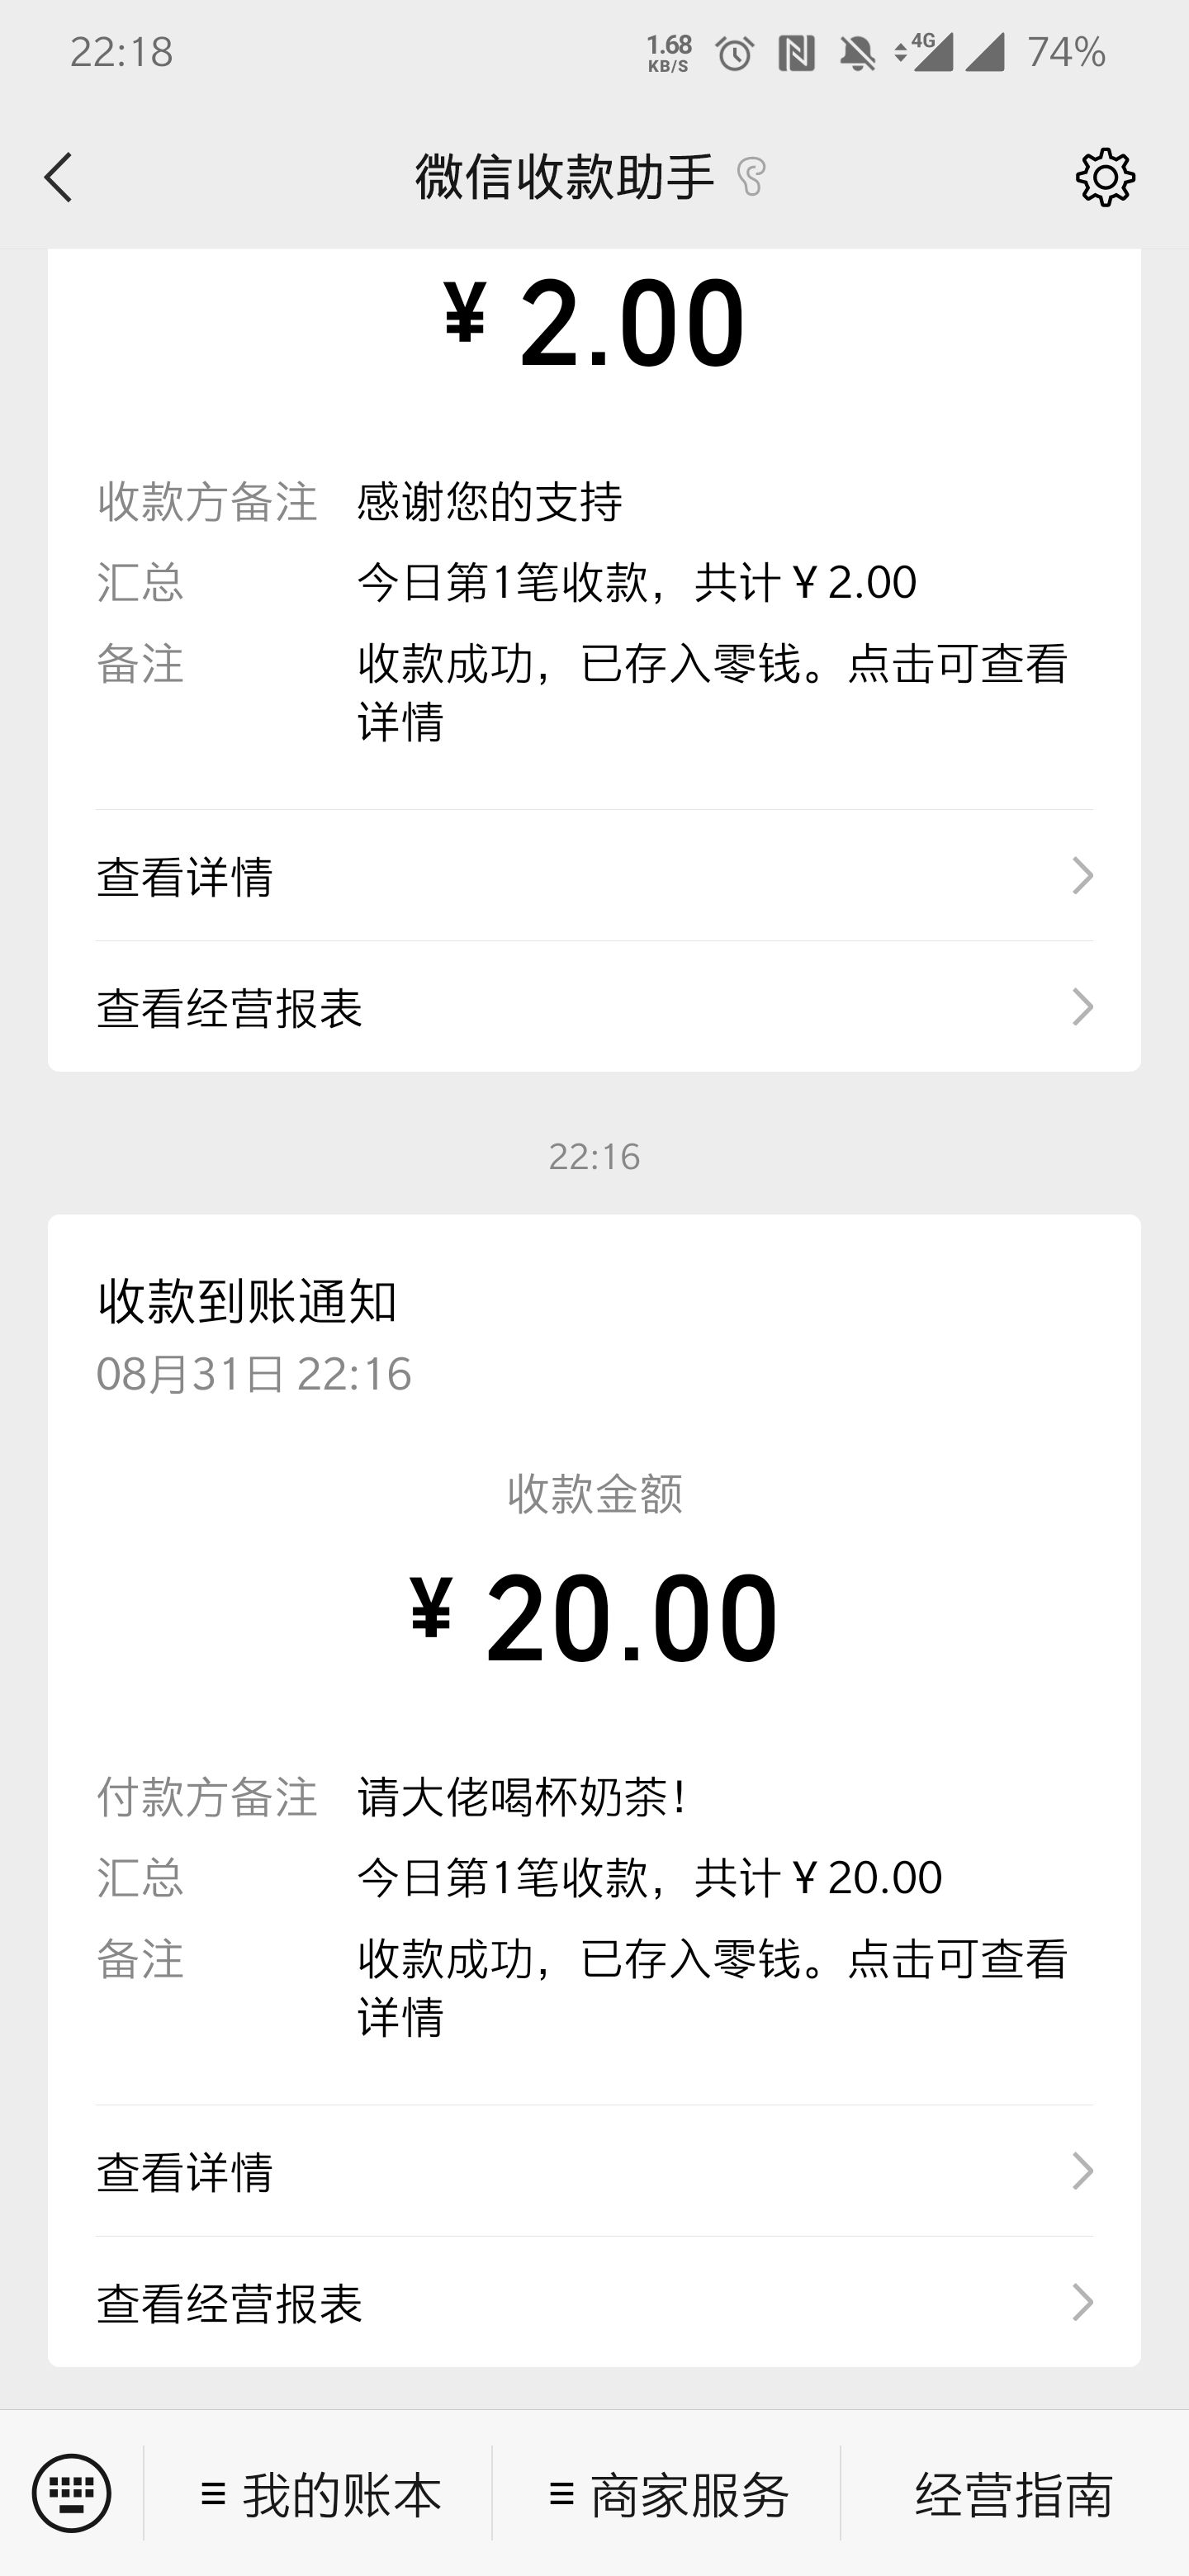 22:18
1.68
KB/S
4G
74%
微信收款助手
¥ 2.00
收款方备注 感谢您的支持
汇总 今日第1笔收款，共计￥2.00
备注 收款成功，已存入零钱。点击可查看
详情
查看详情
查看经营报表
22:16
收款到账通知
08月31日 22:16
收款金额
¥ 20.00
付款方备注 请大佬喝杯奶茶！
汇总 今日第1笔收款，共计￥20.00
备注 收款成功，已存入零钱。点击可查看
详情
查看详情
查看经营报表
我的账本
商家服务
经营指南